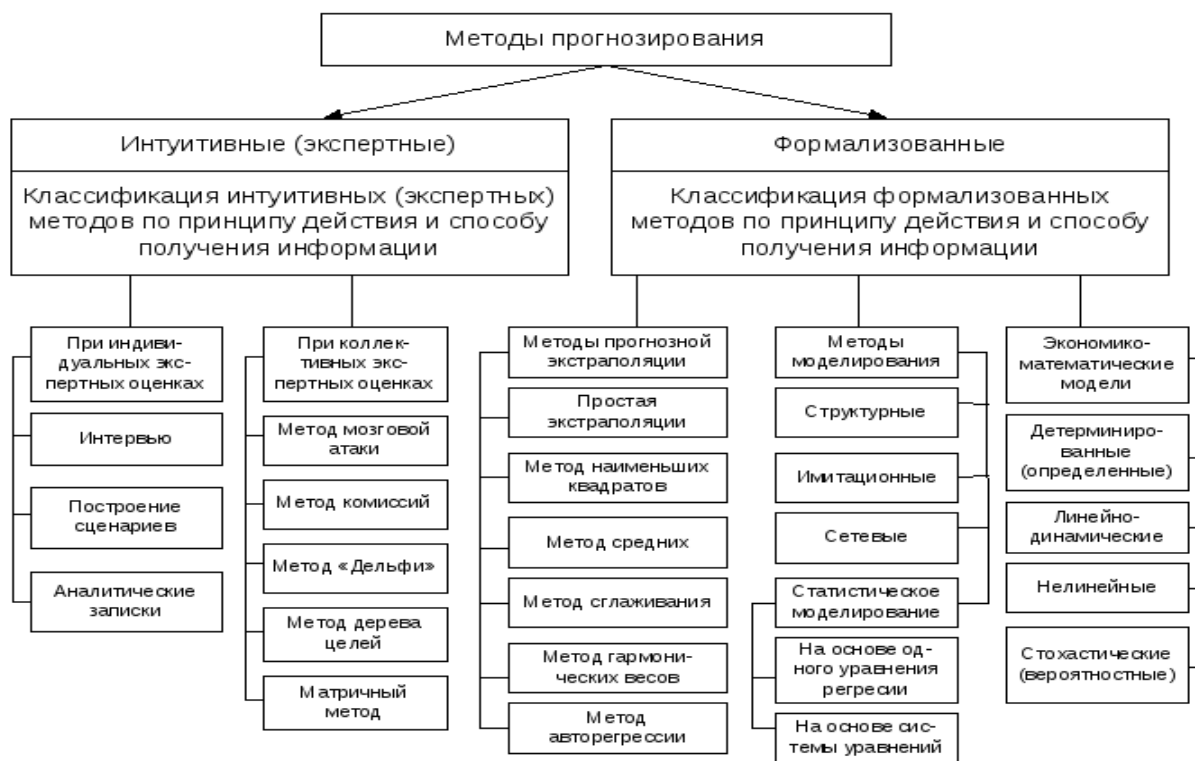 Методы прогнозирования
Интуитивные (экспертные)
Классификация интуитивных (экспертных)
методов по принципу действия и способу
получения информации
При индиви-
дуальных экс-
пертных оценках
Интервью
Построение
сценариев
Аналитические
записки
При коллек-
тивных экс-
пертных оценках
Метод мозговой
атаки
Метод комиссий
Метод «Дельфи»
Метод дерева
целей
Матричный
метод
Формализованные
Классификация формализованных
методов по принципу действия и способу
получения информации
Методы прогнозной
экстраполяции
Простая
экстраполяции
Метод наименьших
квадратов
Метод средних
Метод сглаживания
Метод гармони-
ческих весов
Метод
авторегрессии
Методы
моделирования
Структурные
Имитационные
Сетевые
Статистическое
моделирование
На основе од-
ного уравнения
регресии
На основе сис-
темы уравнений
Экономико-
математические
модели
Детерминиро-
ванные
(определенные)
Линейно-
динамические
Нелинейные
Стохастические
(вероятностные)